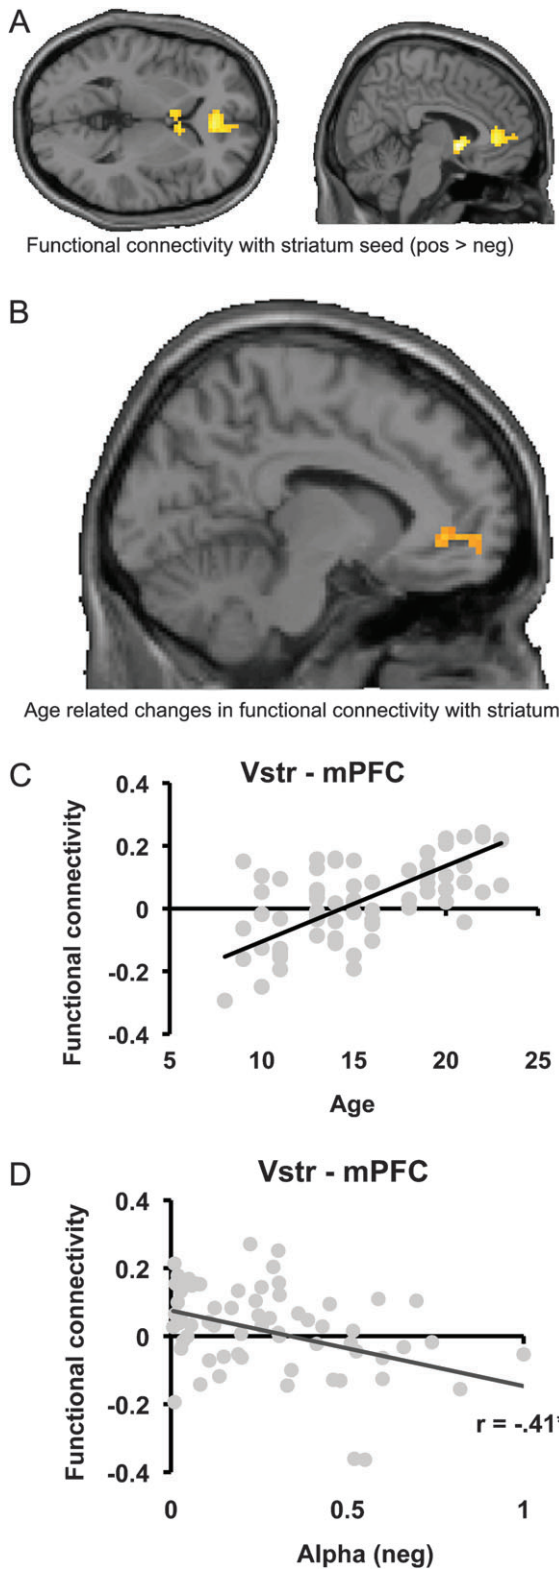 A
Functional connectivity with striatum seed (pos > neg)
B
Age related changes in functional connectivity with striatum
C
Vstr - mPFC
Functional connectivity
0.4
0.2
0
-0.2
-0.4
5 10 15 20 25
Age
D
Vstr - mPFC
Functional connectivity
0.4
0.2
0
-0.2
-0.4
r = -.41*
0 0.5 1
Alpha (neg)